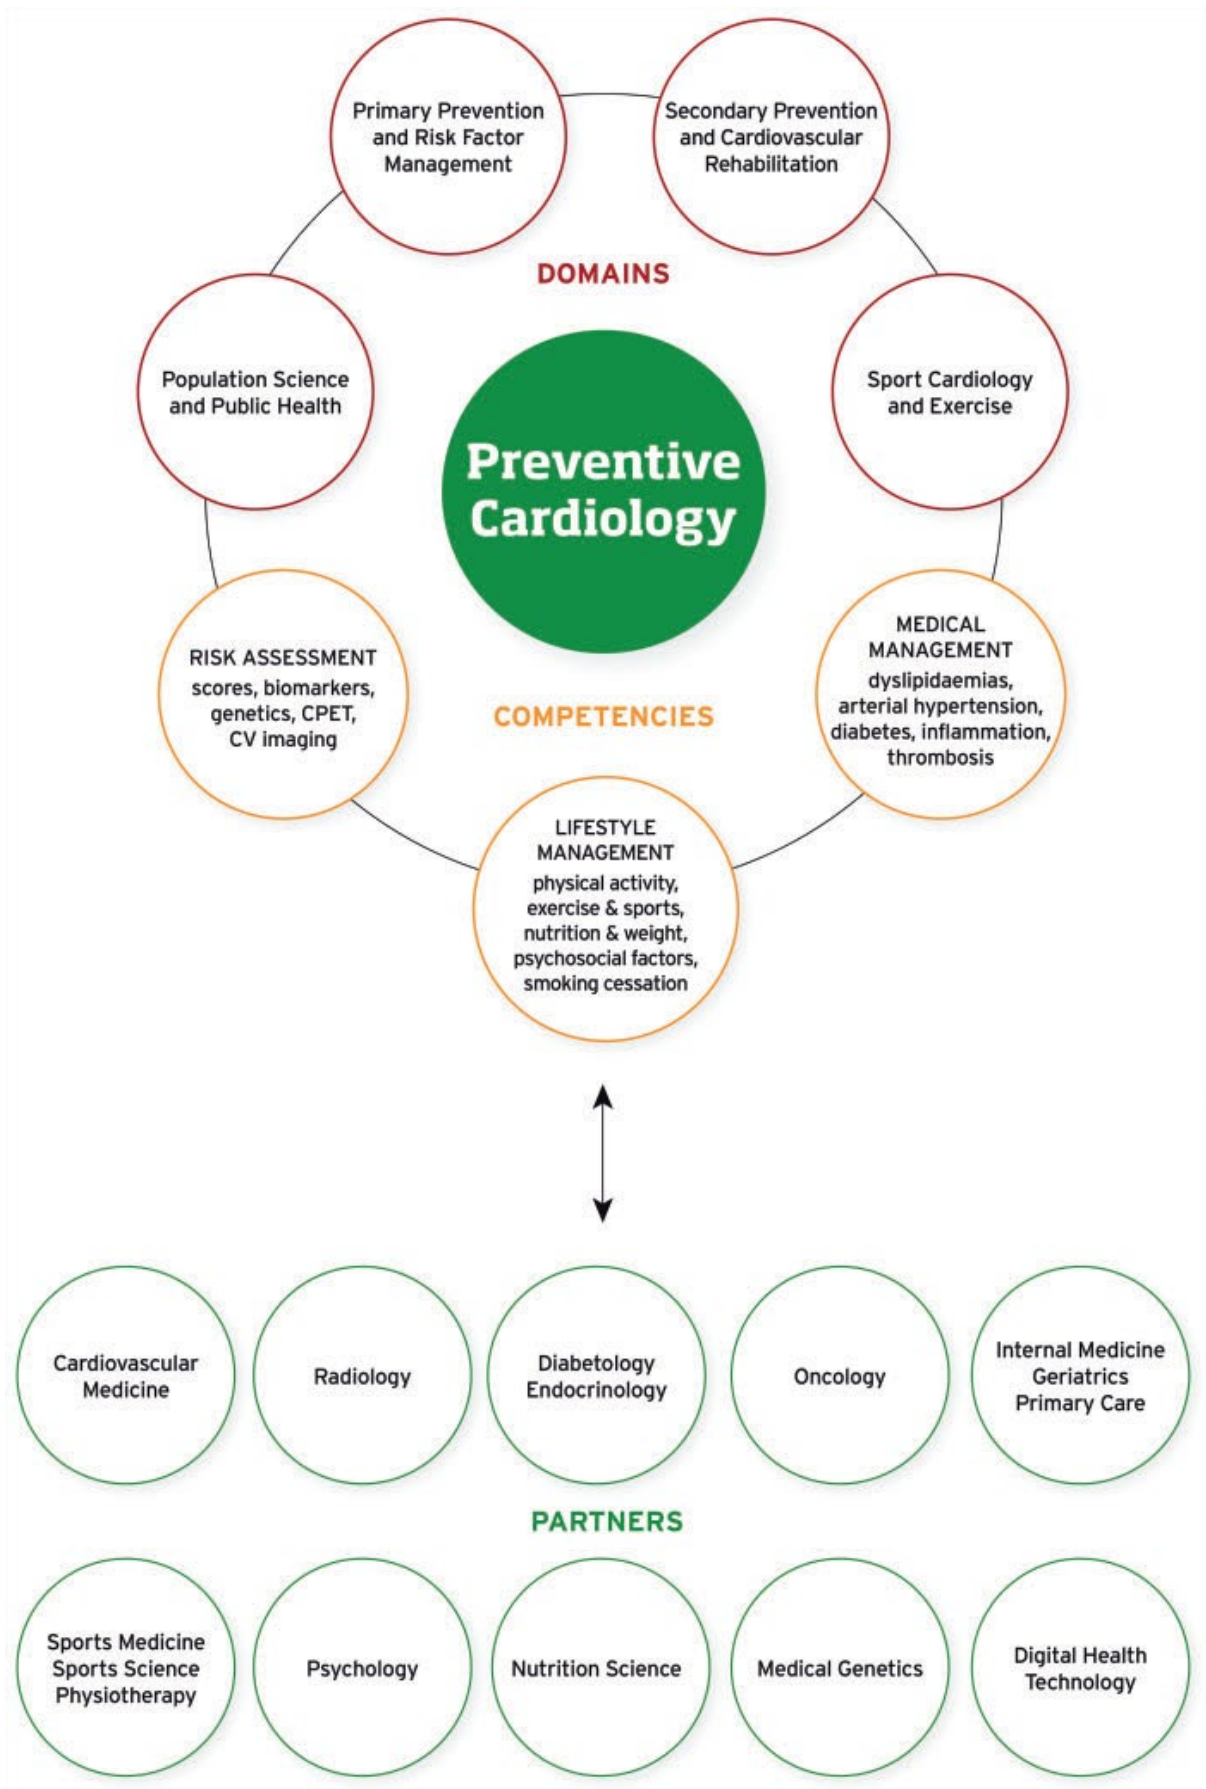 Primary Prevention
and Risk Factor
Management
Secondary Prevention
and Cardiovascular
Rehabilitation
DOMAINS
Population Science
and Public Health
Sport Cardiology
and Exercise
Preventive
Cardiology
RISK ASSESSMENT
scores, biomarkers,
genetics, CPET,
CV imaging
COMPETENCIES
MEDICAL
MANAGEMENT
dyslipidaemias,
arterial hypertension,
diabetes, inflammation,
thrombosis
LIFESTYLE
MANAGEMENT
physical activity,
exercise & sports,
nutrition & weight,
psychosocial factors,
smoking cessation
Cardiovascular
Medicine
Radiology
Diabetology
Endocrinology
Oncology
Internal Medicine
Geriatrics
Primary Care
PARTNERS
Sports Medicine
Sports Science
Physiotherapy
Psychology
Nutrition Science
Medical Genetics
Digital Health
Technology